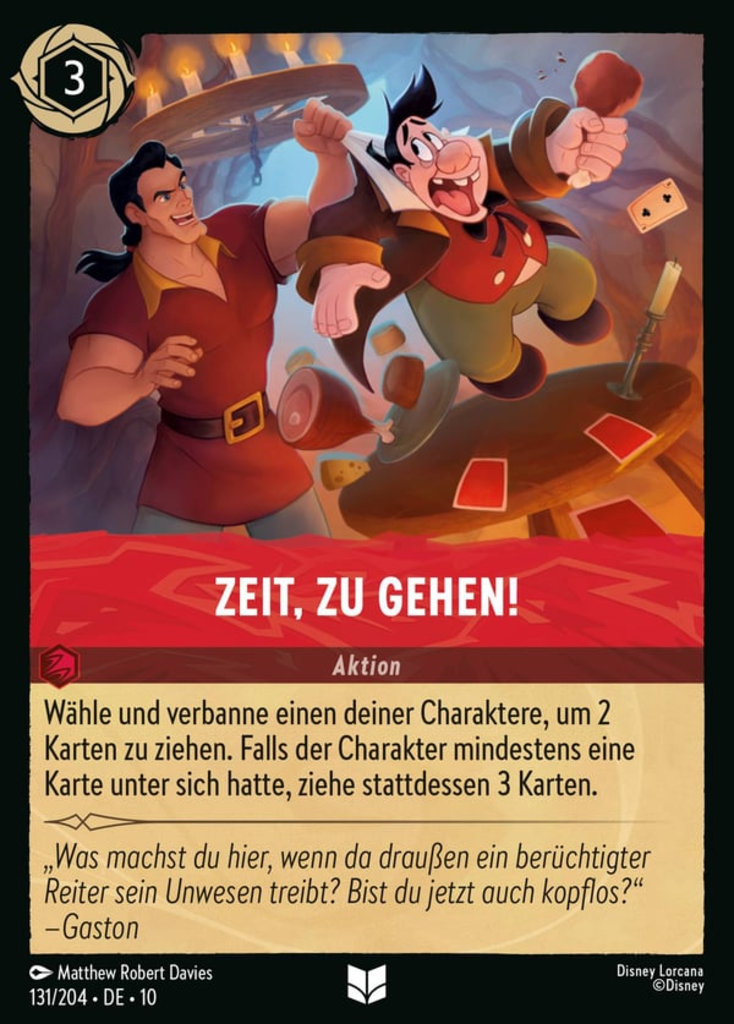 3
ZEIT, ZU GEHEN!
Aktion
Wähle und verbanne einen deiner Charaktere, um 2
Karten zu ziehen. Falls der Charakter mindestens eine
Karte unter sich hatte, ziehe stattdessen 3 Karten.
„Was machst du hier, wenn da draußen ein berüchtigter
Reiter sein Unwesen treibt? Bist du jetzt auch kopflos?“
–Gaston
Matthew Robert Davies
131/204 • DE • 10
Disney Lorcana
©Disney